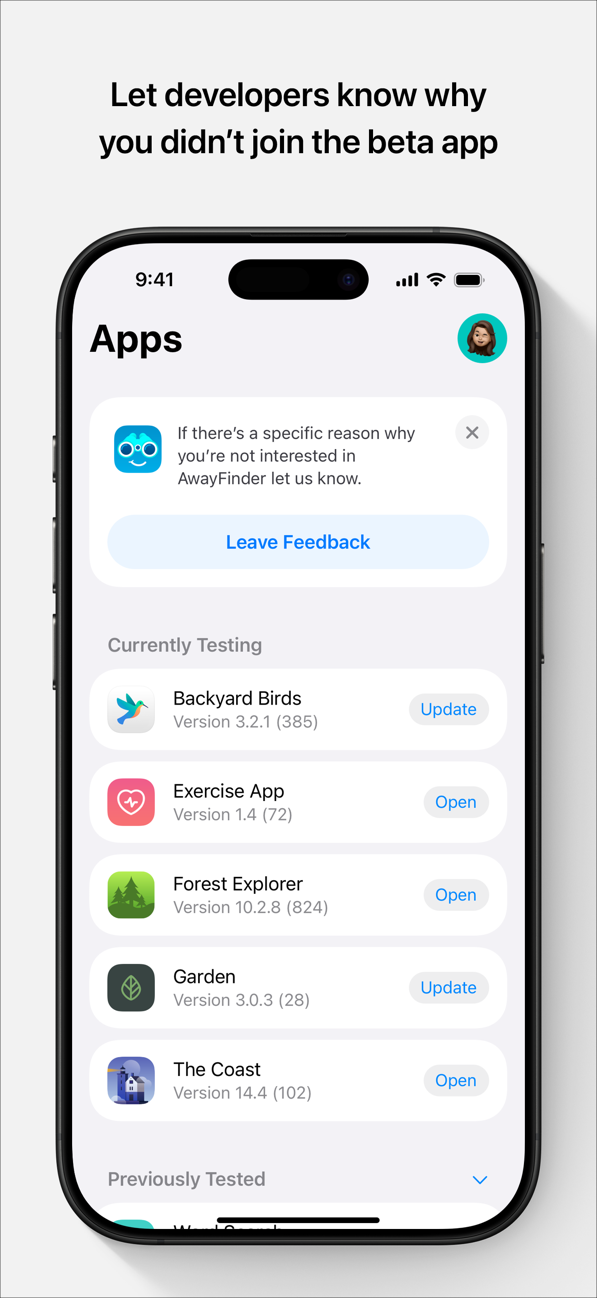 Let developers know why
you didn’t join the beta app
9:41
Apps
If there’s a specific reason why
you’re not interested in
AwayFinder let us know.
Leave Feedback
Currently Testing
Backyard Birds
Version 3.2.1 (385)
Update
Exercise App
Version 1.4 (72)
Open
Forest Explorer
Version 10.2.8 (824)
Open
Garden
Version 3.0.3 (28)
Update
The Coast
Version 14.4 (102)
Open
Previously Tested
Word Search